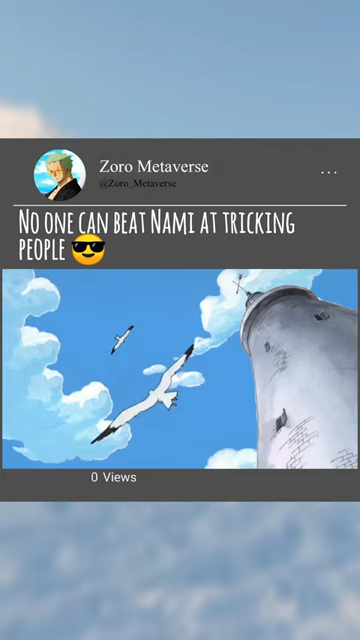 Zoro Metaverse
...
@Zoro_Metaverse
No one can beat Nami at tricking
people 😎
0 Views